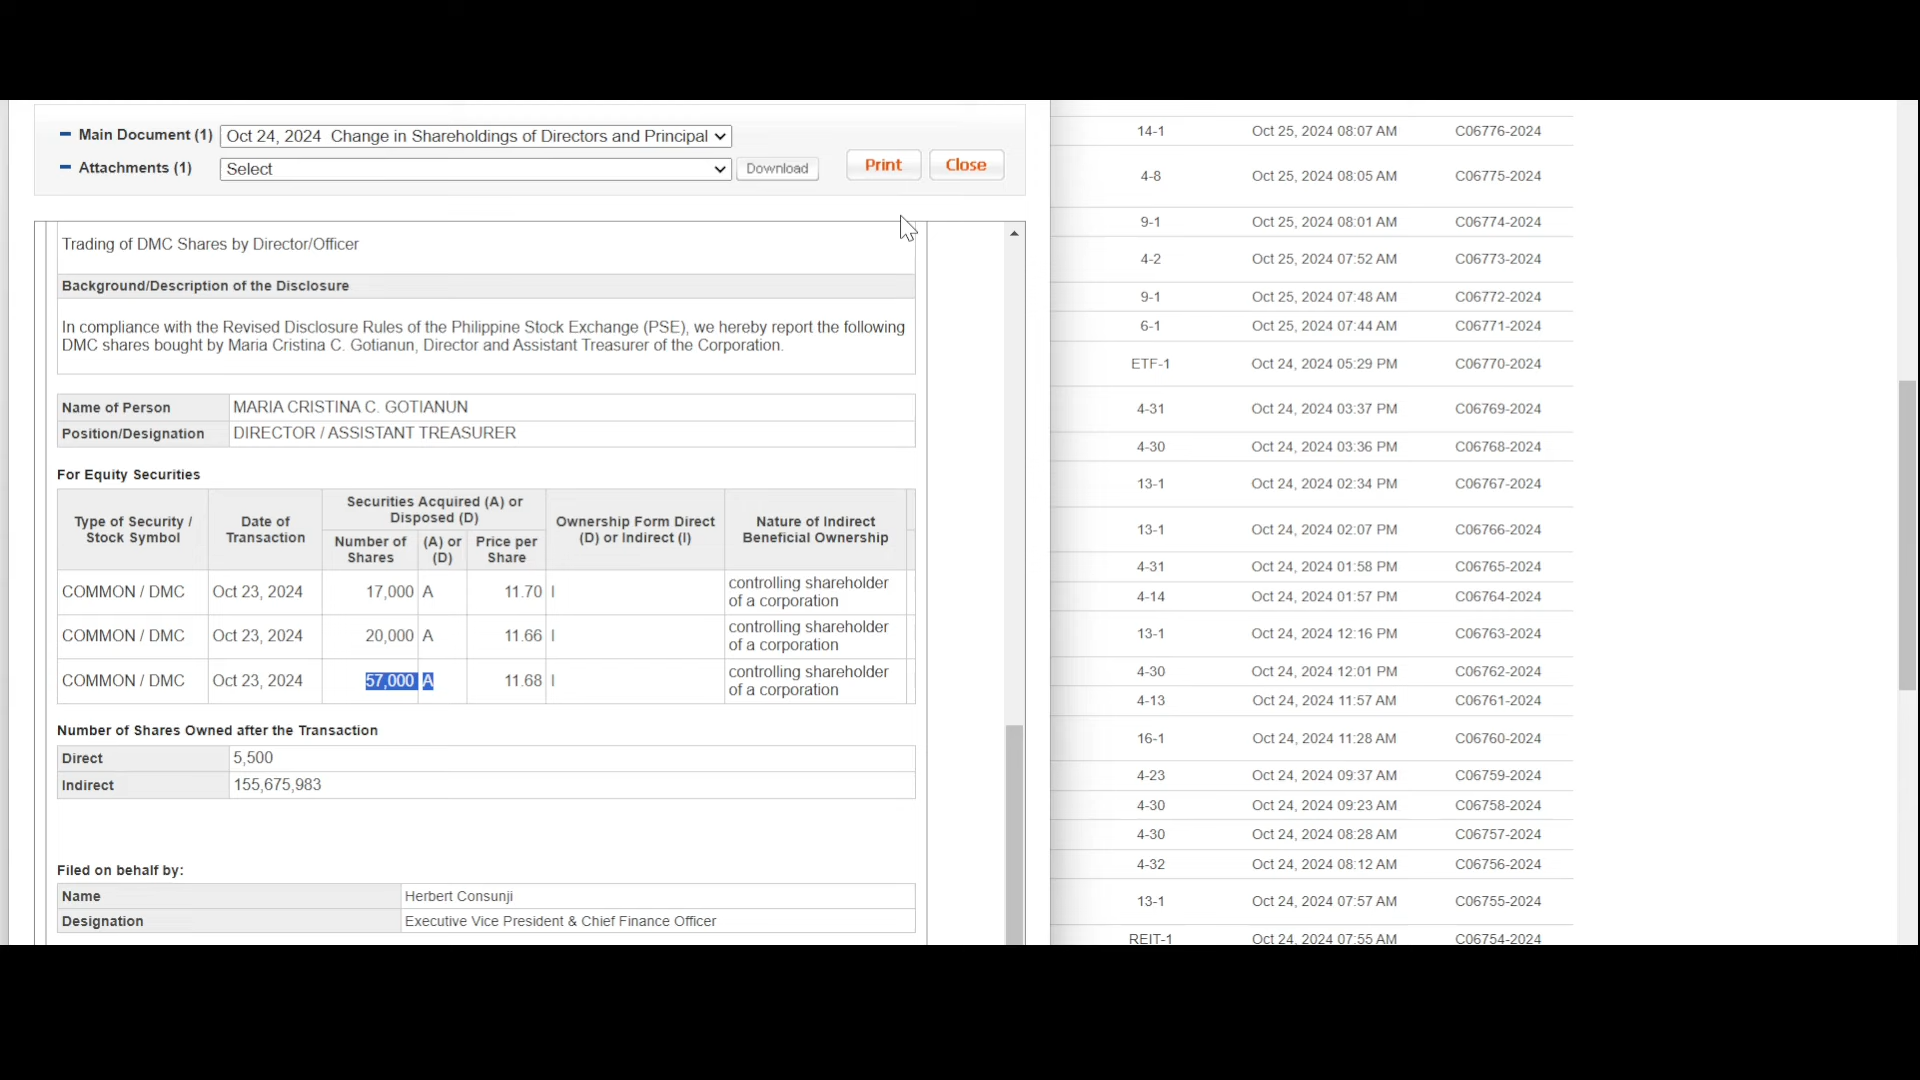 Main Document (1) Oct 24, 2024 Change in Shareholdings of Directors and Principal
Attachments (1) Select Download Print Close
Trading of DMC Shares by Director/Officer
Background/Description of the Disclosure
In compliance with the Revised Disclosure Rules of the Philippine Stock Exchange (PSE), we hereby report the following
DMC shares bought by Maria Cristina C. Gotianun, Director and Assistant Treasurer of the Corporation.
Name of Person MARIA CRISTINA C. GOTIANUN
Position/Designation DIRECTOR / ASSISTANT TREASURER
For Equity Securities
Type of Security /
Stock Symbol
Date of
Transaction
Securities Acquired (A) or
Disposed (D)
Number of
Shares
(A) or
(D)
Price per
Share
Ownership Form Direct
(D) or Indirect (I)
Nature of Indirect
Beneficial Ownership
COMMON / DMC Oct 23, 2024 17,000 A 11.70 I controlling shareholder
of a corporation
COMMON / DMC Oct 23, 2024 20,000 A 11.66 I controlling shareholder
of a corporation
COMMON / DMC Oct 23, 2024 57,000 A 11.68 I controlling shareholder
of a corporation
Number of Shares Owned after the Transaction
Direct 5,500
Indirect 155,675,983
Filed on behalf by:
Name Herbert Consunji
Designation Executive Vice President & Chief Finance Officer
14-1 Oct 25, 2024 08:07 AM C06776-2024
4-8 Oct 25, 2024 08:05 AM C06775-2024
9-1 Oct 25, 2024 08:01 AM C06774-2024
4-2 Oct 25, 2024 07:52 AM C06773-2024
9-1 Oct 25, 2024 07:48 AM C06772-2024
6-1 Oct 25, 2024 07:44 AM C06771-2024
ETF-1 Oct 24, 2024 05:29 PM C06770-2024
4-31 Oct 24, 2024 03:37 PM C06769-2024
4-30 Oct 24, 2024 03:36 PM C06768-2024
13-1 Oct 24, 2024 02:34 PM C06767-2024
13-1 Oct 24, 2024 02:07 PM C06766-2024
4-31 Oct 24, 2024 01:58 PM C06765-2024
4-14 Oct 24, 2024 01:57 PM C06764-2024
13-1 Oct 24, 2024 12:16 PM C06763-2024
4-30 Oct 24, 2024 12:01 PM C06762-2024
4-13 Oct 24, 2024 11:57 AM C06761-2024
16-1 Oct 24, 2024 11:28 AM C06760-2024
4-23 Oct 24, 2024 09:37 AM C06759-2024
4-30 Oct 24, 2024 09:23 AM C06758-2024
4-30 Oct 24, 2024 08:28 AM C06757-2024
4-32 Oct 24, 2024 08:12 AM C06756-2024
13-1 Oct 24, 2024 07:57 AM C06755-2024
REIT-1 Oct 24, 2024 07:55 AM C06754-2024